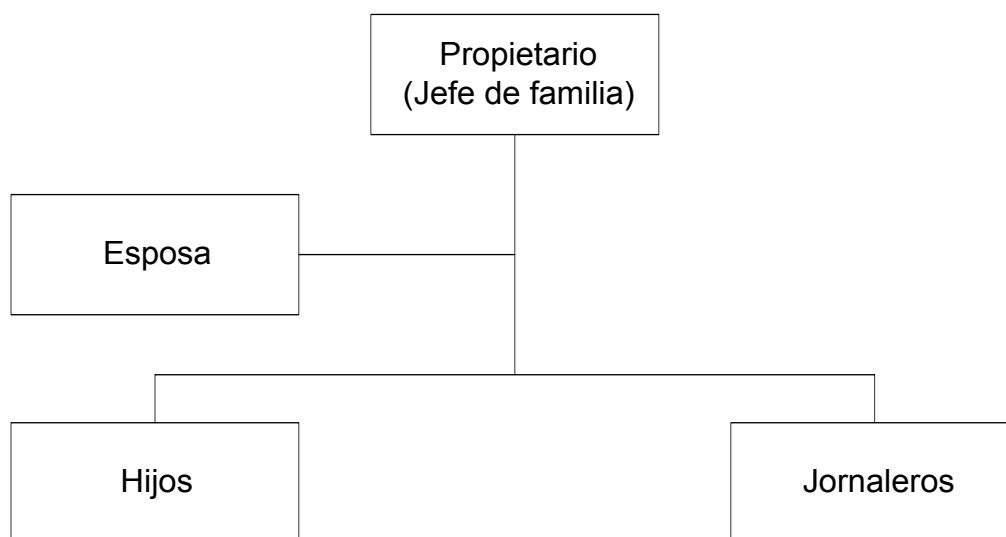 Propietario
(Jefe de familia)
Esposa
Hijos
Jornaleros